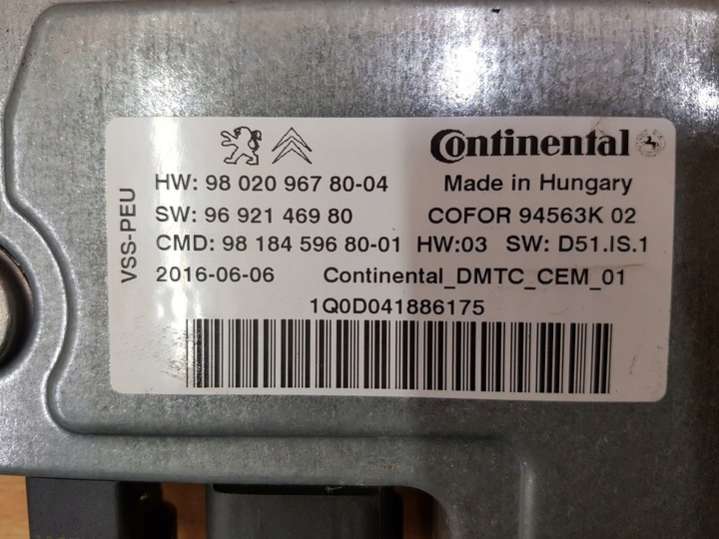 VSS-PEU
Continental
HW: 98 020 967 80-04 Made in Hungary
SW: 96 921 469 80 COFOR 94563K 02
CMD: 98 184 596 80-01 HW:03 SW: D51.IS.1
2016-06-06 Continental_DMTC_CEM_01
1Q0D041886175